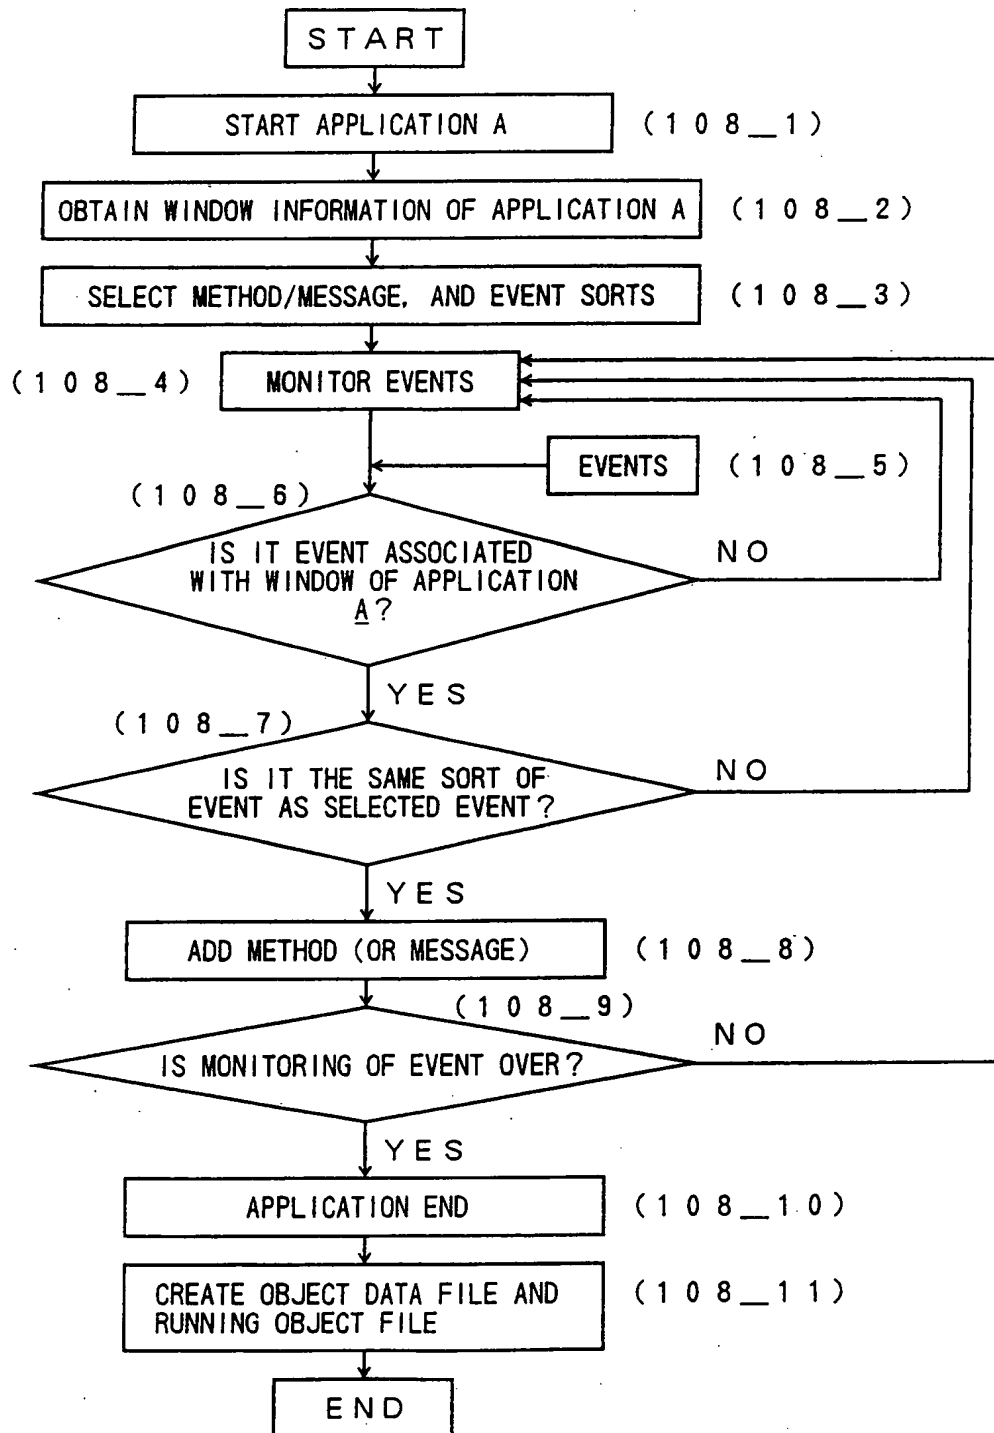 START
START APPLICATION A
(108_1)
OBTAIN WINDOW INFORMATION OF APPLICATION A
(108_2)
SELECT METHOD/MESSAGE, AND EVENT SORTS
(108_3)
(108_4)
MONITOR EVENTS
EVENTS
(108_5)
(108_6)
IS IT EVENT ASSOCIATED
WITH WINDOW OF APPLICATION
A?
NO
YES
(108_7)
IS IT THE SAME SORT OF
EVENT AS SELECTED EVENT?
NO
YES
ADD METHOD (OR MESSAGE)
(108_8)
(108_9)
IS MONITORING OF EVENT OVER?
NO
YES
APPLICATION END
(108_10)
CREATE OBJECT DATA FILE AND
RUNNING OBJECT FILE
(108_11)
END